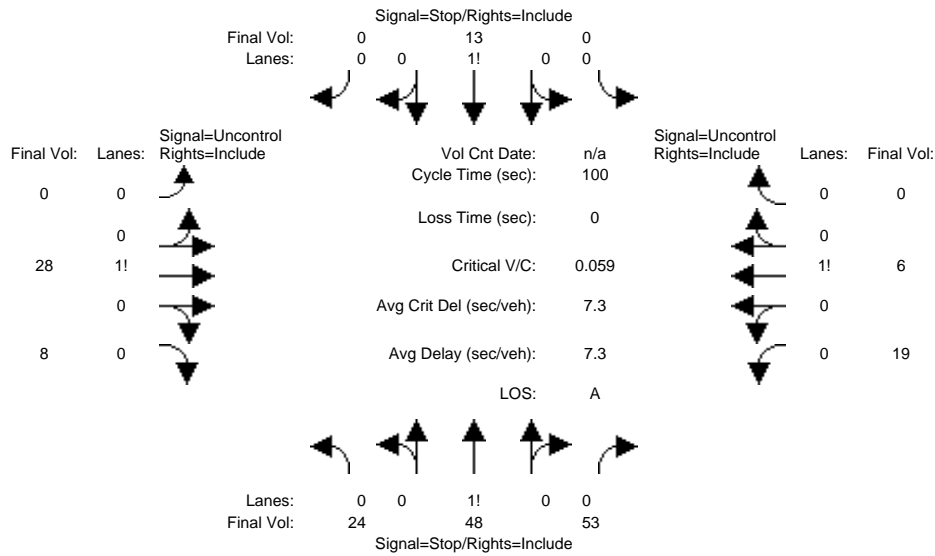 Signal=Stop/Rights=Include
Final Vol: 0 13 0
Lanes: 0 0 1! 0 0
Signal=Uncontrol Signal=Uncontrol
Final Vol: Lanes: Rights=Include Vol Cnt Date: n/a Rights=Include Lanes: Final Vol:
Cycle Time (sec): 100
0 0 0 0
Loss Time (sec): 0
0 0
28 1! Critical V/C: 0.059 1! 6
0 Avg Crit Del (sec/veh): 7.3 0
8 0 Avg Delay (sec/veh): 7.3 0 19
LOS: A
Lanes: 0 0 1! 0 0
Final Vol: 24 48 53
Signal=Stop/Rights=Include